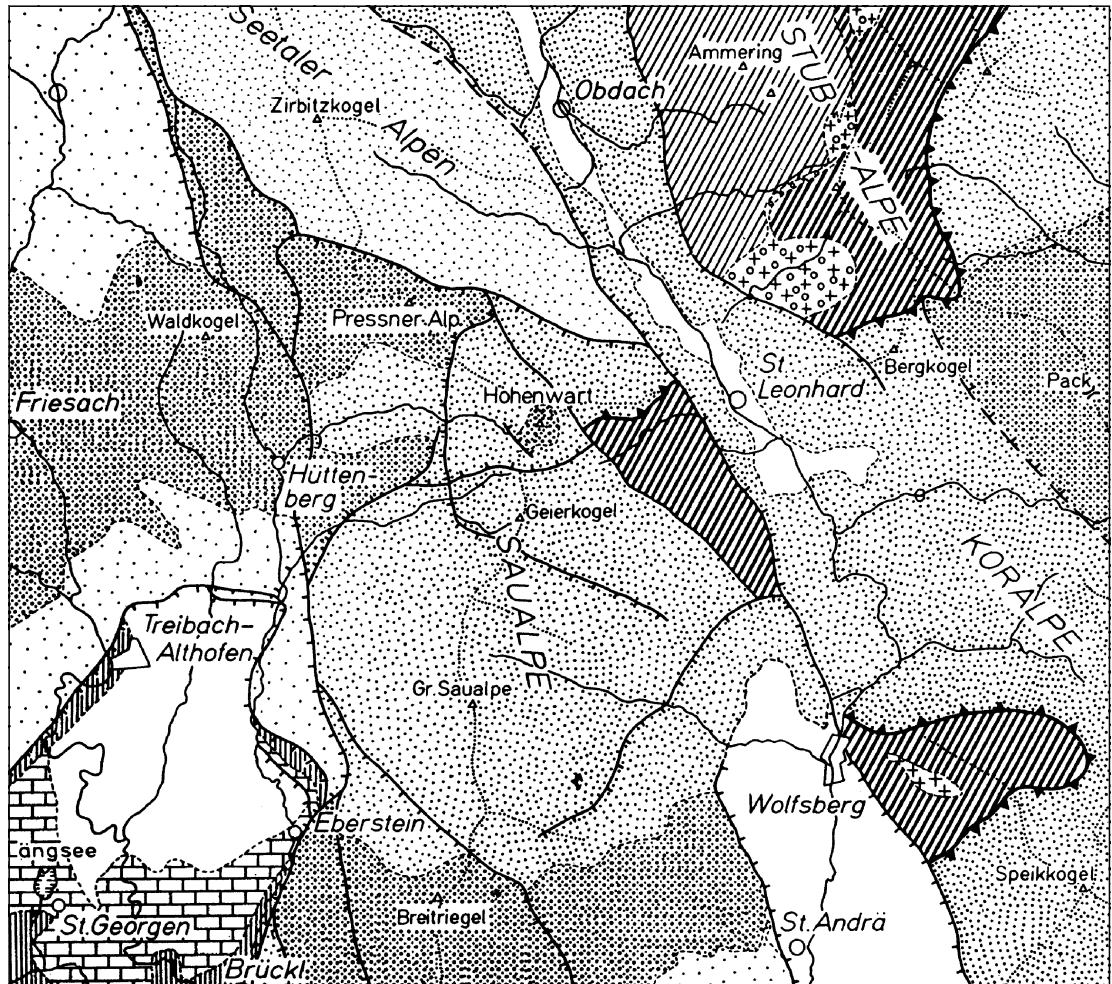 Seetaler
Alpen
Zirbitzkogel
Obdach
Ammering
STUB
-ALPE
Waldkogel
Pressner Alp.
Friesach
Hohenwart
St.
Leonhard
Bergkogel
Pack
Hütten-
berg
Geierkogel
SAUALPE
KORALPE
Treibach-
Althofen
Gr. Saualpe
Wolfsberg
Eberstein
Längsee
St.Georgen
Breitriegel
Speikkogel
St.Andrä
Brückl